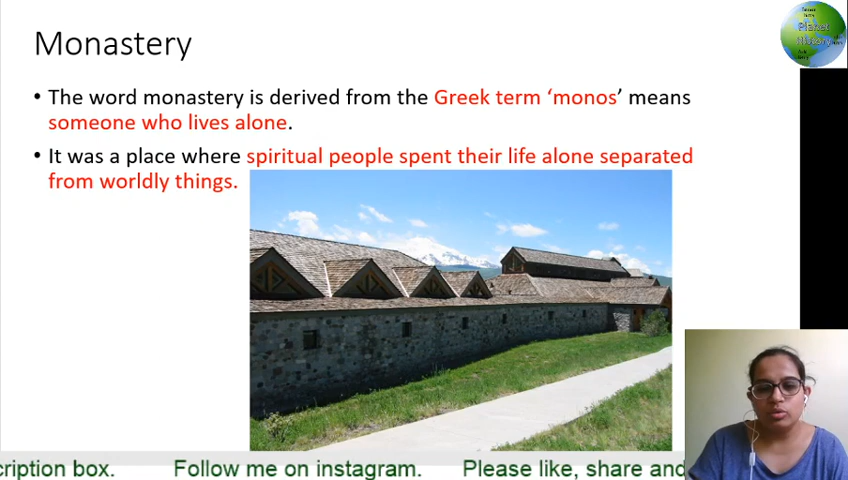 Monastery
• The word monastery is derived from the Greek term ‘monos’ means
someone who lives alone.
• It was a place where spiritual people spent their life alone separated
from worldly things.
Planet
History
cription box. Follow me on instagram. Please like, share and